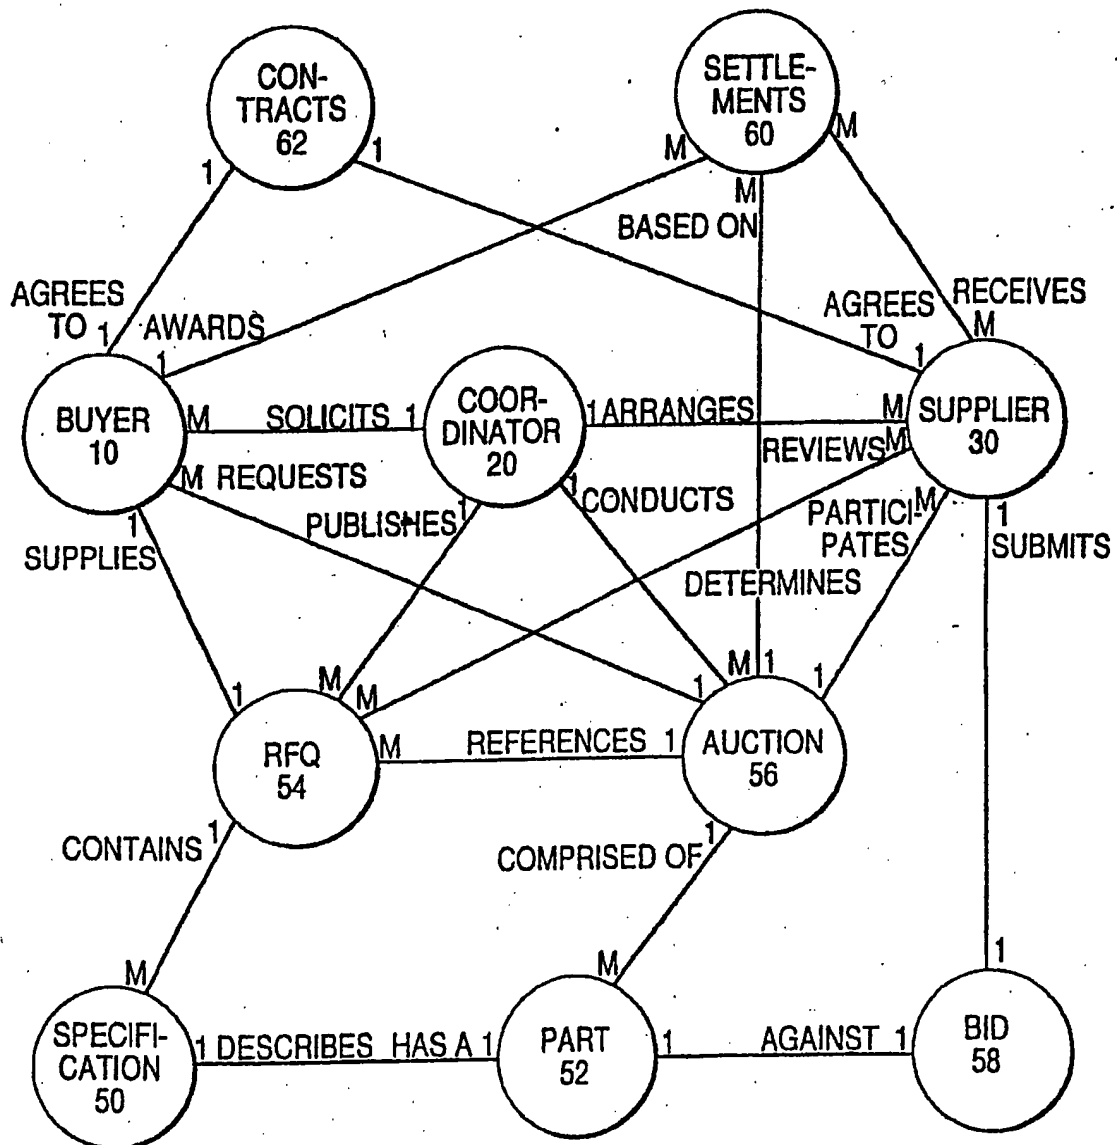 CON-
TRACTS
62
SETTLE-
MENTS
60
1
1
M
M
M
BASED ON
AGREES
TO 1
AWARDS
1
AGREES
TO
1
RECEIVES
M
BUYER
10
M SOLICITS 1
COOR-
DINATOR
20
1 ARRANGES M
SUPPLIER
30
REVIEWS M
M REQUESTS
PUBLISHES 1
1 CONDUCTS
PARTICI-
PATES
M
1
SUBMITS
1
SUPPLIES
DETERMINES
1
M
M
1
M 1
1
RFQ
54
M REFERENCES 1
AUCTION
56
CONTAINS 1
COMPRISED OF 1
M
M
1
SPECIFI-
CATION
50
1 DESCRIBES HAS A 1
PART
52
1 AGAINST 1
BID
58